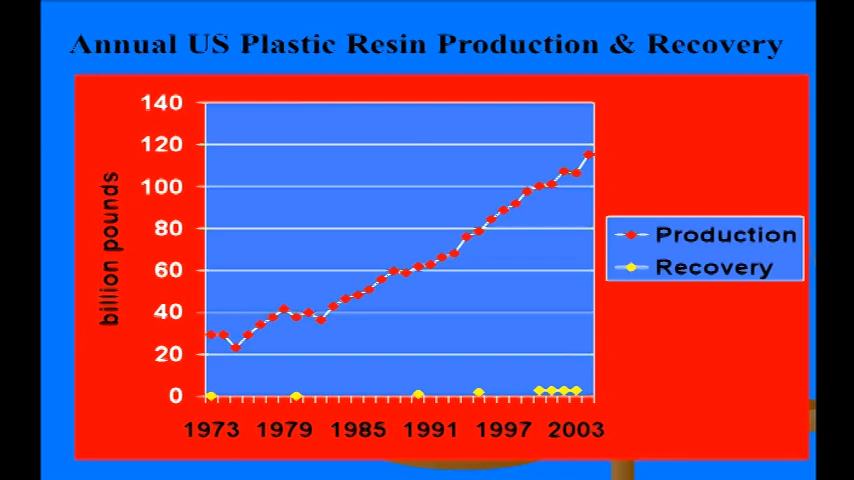 Annual US Plastic Resin Production & Recovery
140
120
100
80
60
40
20
0
billion pounds
1973 1979 1985 1991 1997 2003
Production
Recovery